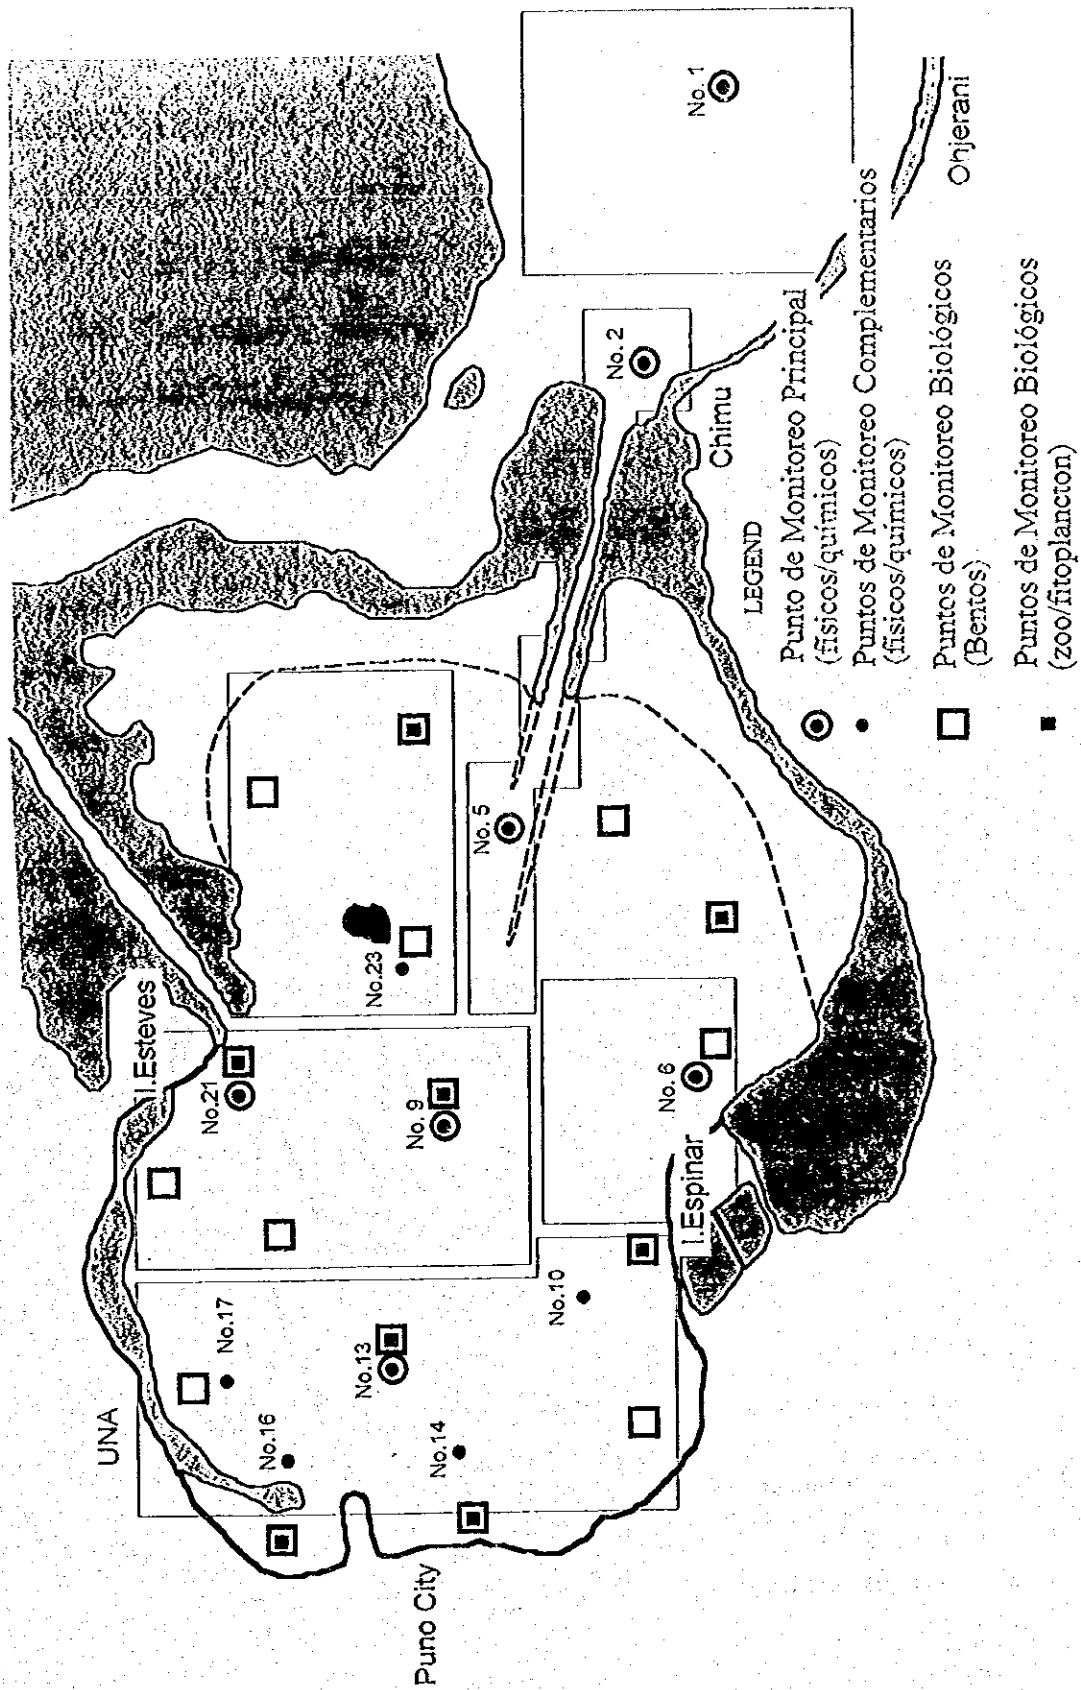 UNA
I.Esteves
No.17
No.16
No.21
No.13
No. 9
No.23
No.14
No.10
Puno City
I.Espinar
No. 6
No. 5
No. 2
No. 1
Chimu
Ohjerani
LEGEND
Punto de Monitreo Principal
(físicos/químicos)
Puntos de Monitoreo Complementarios
(físicos/químicos)
Puntos de Monitoreo Biológicos
(Bentos)
Puntos de Monitoreo Biológicos
(zoo/fitoplancton)